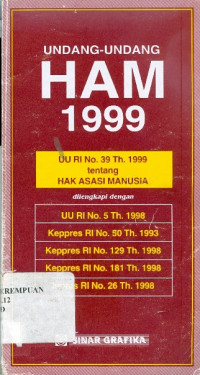 UNDANG-UNDANG
HAM
1999
UU RI No. 39 Th. 1999
tentang
HAK ASASI MANUSIA
dilengkapi dengan
UU RI No. 5 Th. 1998
Keppres RI No. 50 Th. 1993
Keppres RI No. 129 Th. 1998
Keppres RI No. 181 Th. 1998
RI No. 26 Th. 1998
EREMPUAN
.12
SINAR GRAFIKA